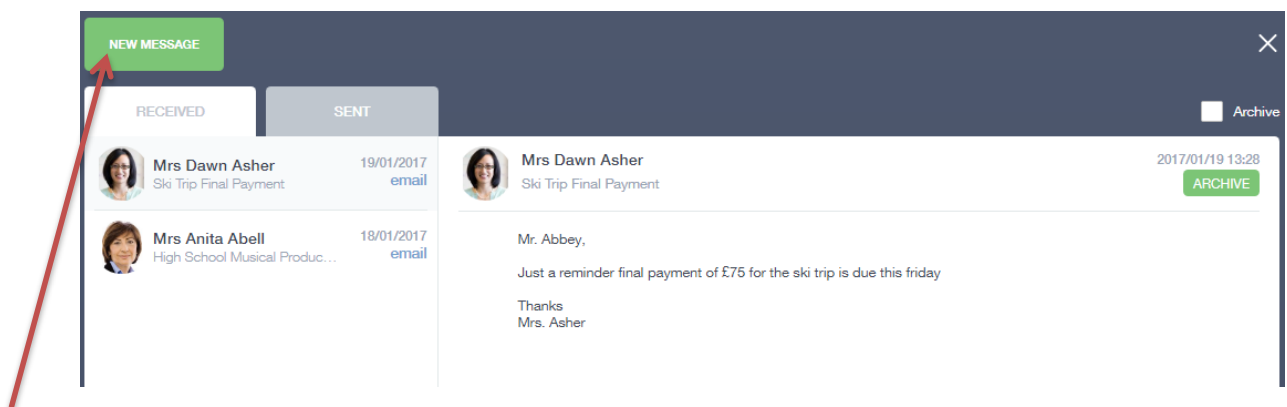 NEW MESSAGE
RECEIVED
SENT
Archive
Mrs Dawn Asher
19/01/2017
Ski Trip Final Payment
email
Mrs Anita Abell
18/01/2017
High School Musical Produc...
email
Mrs Dawn Asher
2017/01/19 13:28
Ski Trip Final Payment
ARCHIVE
Mr. Abbey,
Just a reminder final payment of £75 for the ski trip is due this friday
Thanks
Mrs. Asher